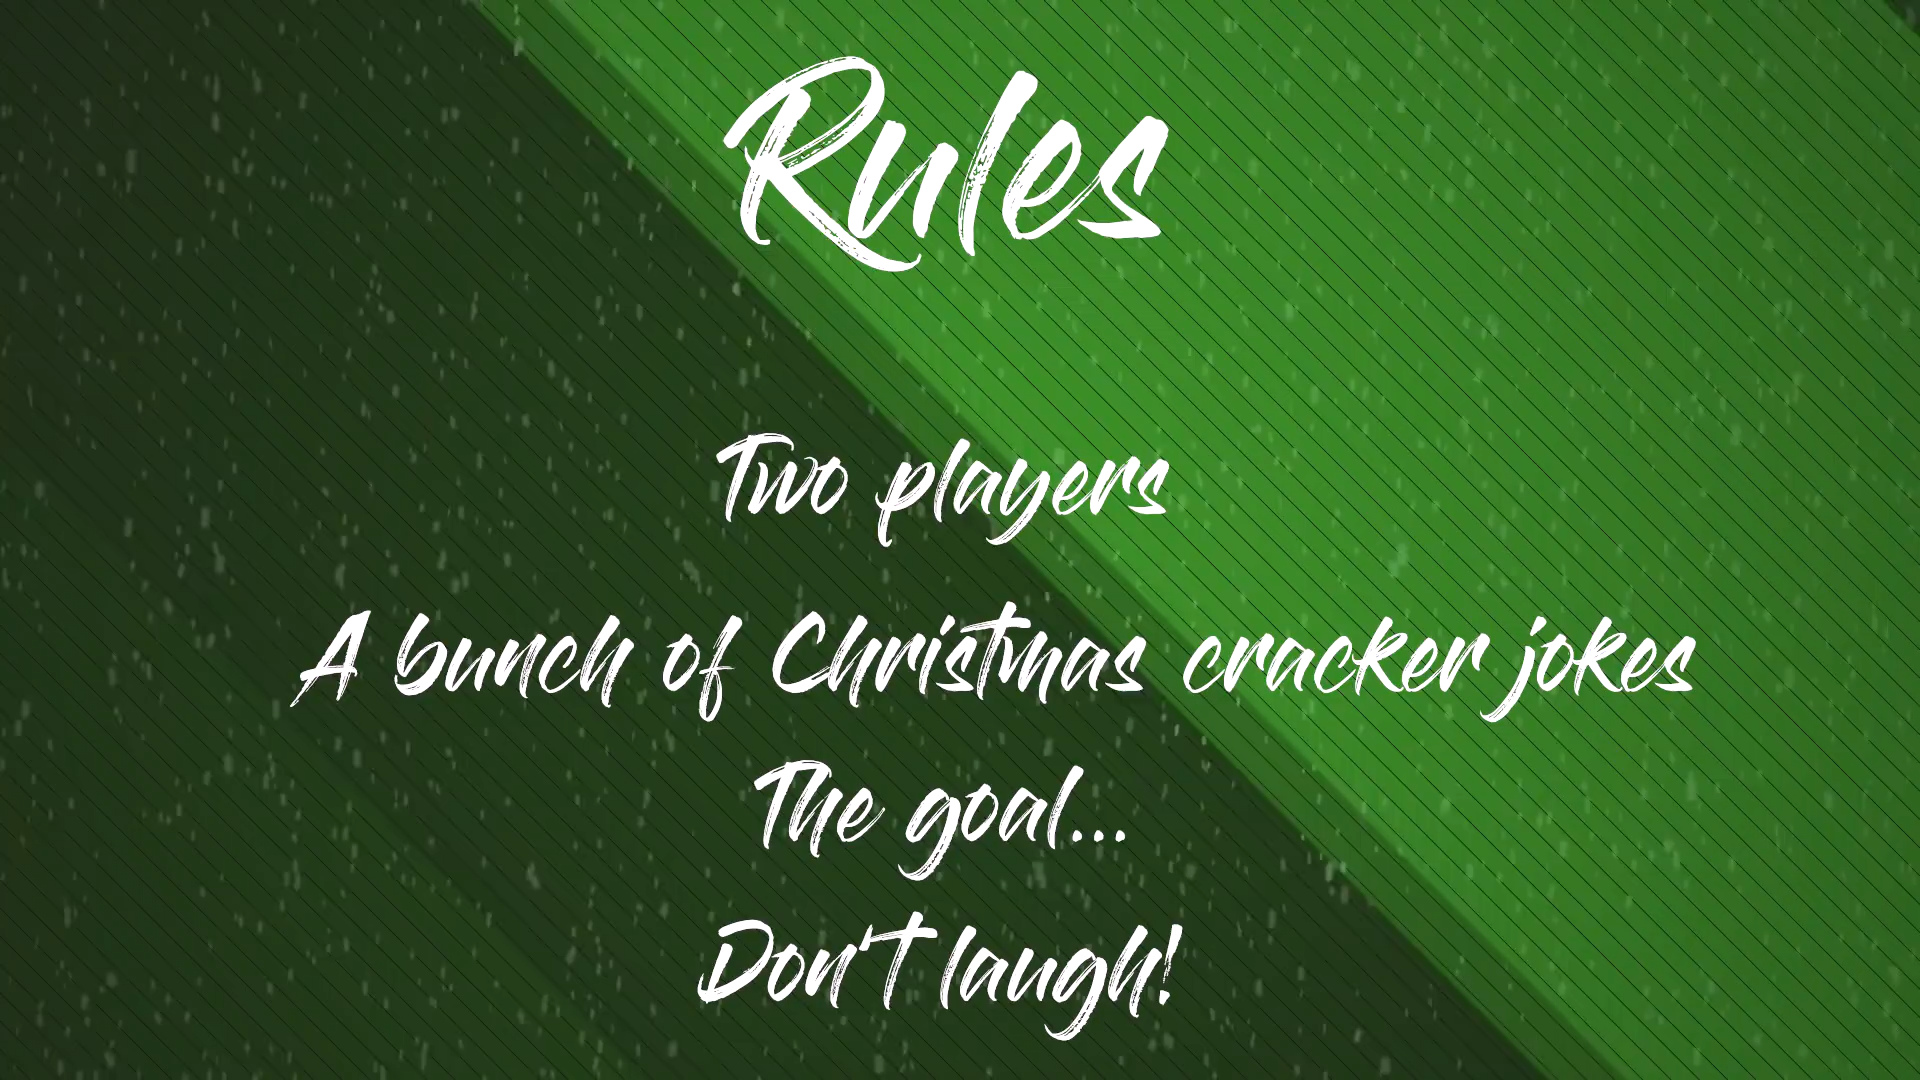 Rules
Two players
A bunch of Christmas cracker jokes
The goal...
Don't laugh!